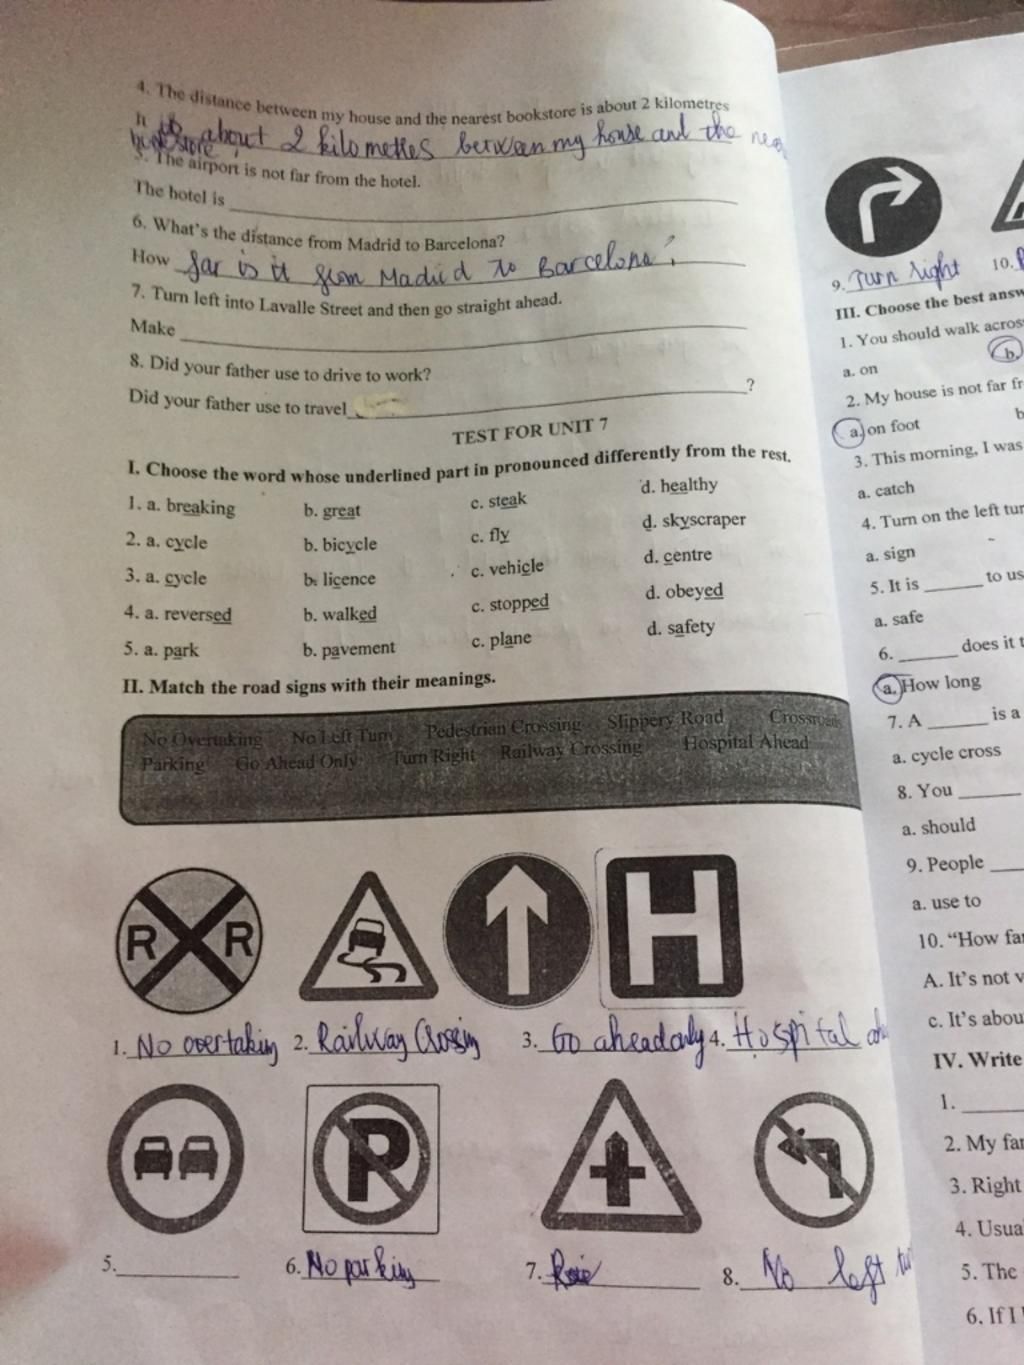 4. The distance between my house and the nearest bookstore is about 2 kilometres
It is about 2 kilometres between my house and the
bookstore
5. The airport is not far from the hotel.
The hotel is
6. What's the distance from Madrid to Barcelona?
How far is it from Madrid to Barcelona?
7. Turn left into Lavalle Street and then go straight ahead.
Make
8. Did your father use to drive to work?
Did your father use to travel ?
TEST FOR UNIT 7
I. Choose the word whose underlined part in pronounced differently from the rest.
1. a. breaking b. great c. steak d. healthy
2. a. cycle b. bicycle c. fly d. skyscraper
3. a. cycle b. licence c. vehicle d. centre
4. a. reversed b. walked c. stopped d. obeyed
5. a. park b. pavement c. plane d. safety
II. Match the road signs with their meanings.
No Overtaking No Left Turn Pedestrian Crossing Slippery Road Crossroads
Parking Go Ahead Only Turn Right Railway Crossing Hospital Ahead
R R
H
1. No overtaking 2. Railway Crossing 3. Go ahead only 4. Hospital
P
5. 6. No parking 7. 8. No left
9. Turn right 10.
III. Choose the best
1. You should walk
a. on b.
2. My house is not far
a. on foot b
3. This morning, I was
a. catch
4. Turn on the left
a. sign
5. It is ______ to
a. safe
6. ______ does it
a. How long
7. A ______ is a
a. cycle cross
8. You ______
a. should
9. People
a. use to
10. "How
A. It's not
c. It's
IV. Write
1.
2. My
3. Right
4.
5. The
6. If I